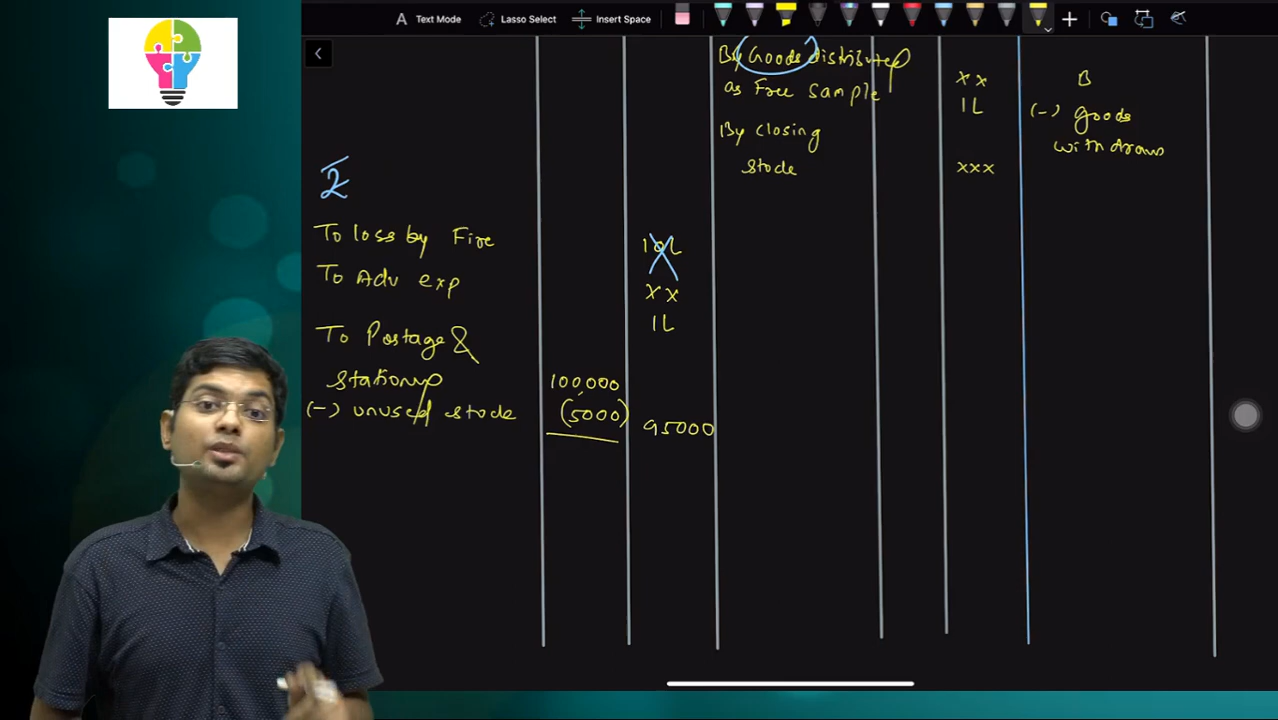 Text Mode
Lasso Select
Insert Space
By Goods distributed
as Free Sample
xx
1L
By closing
stock
xxx
B
(-) goods
withdrawn
2
To loss by Fire
10L
To Adv exp
xx
1L
To Postage &
stationery
100,000
(-) unused stock
(5000)
95000